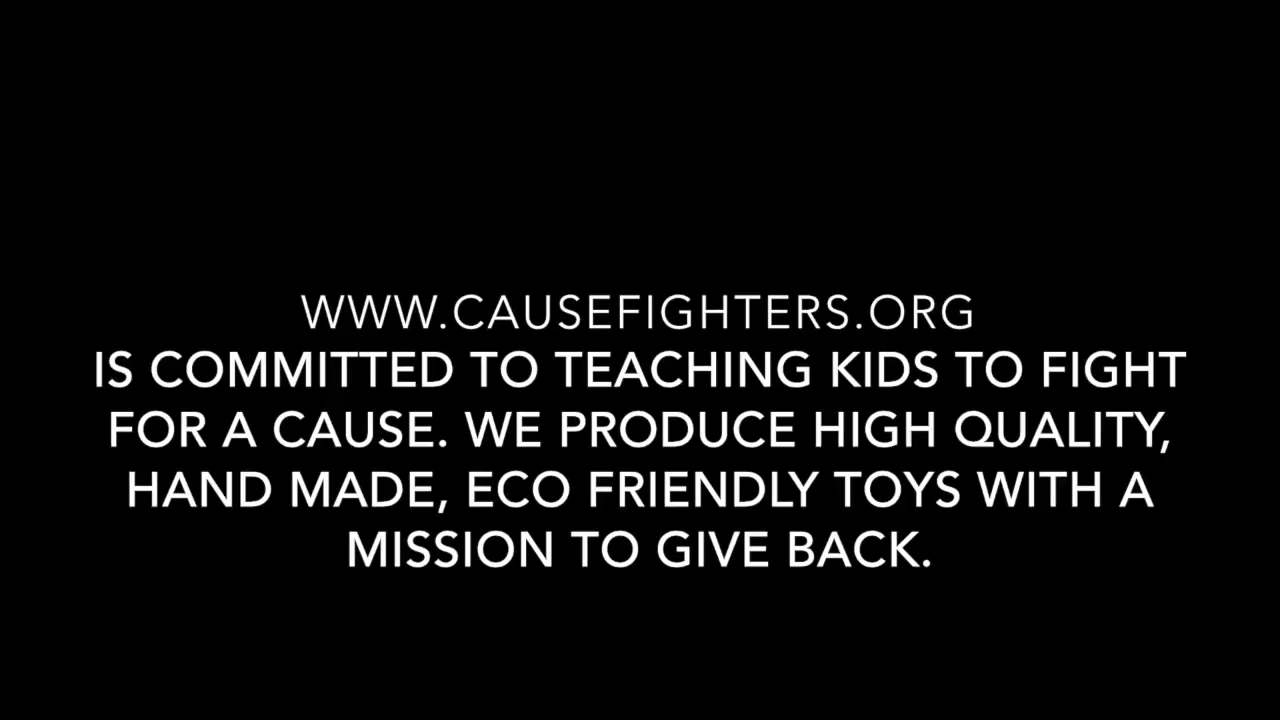 WWW.CAUSEFIGHTERS.ORG
IS COMMITTED TO TEACHING KIDS TO FIGHT
FOR A CAUSE. WE PRODUCE HIGH QUALITY,
HAND MADE, ECO FRIENDLY TOYS WITH A
MISSION TO GIVE BACK.